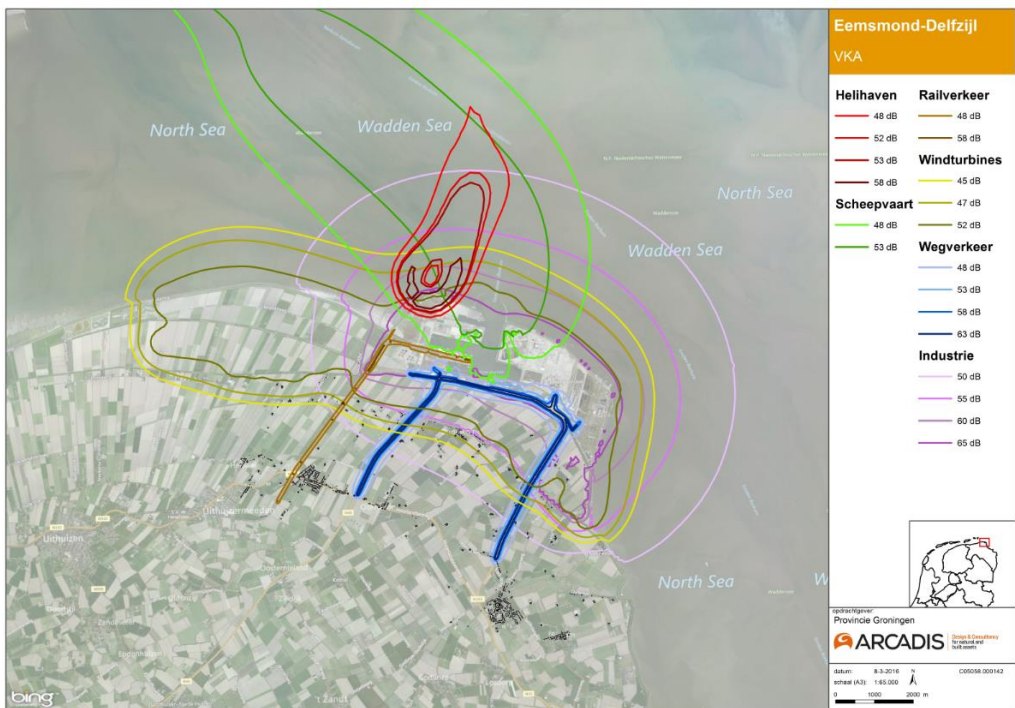 Eemsmond-Delfzijl
VKA
Helihaven
48 dB
52 dB
53 dB
58 dB
Scheepvaart
48 dB
53 dB
Railverkeer
48 dB
58 dB
Windturbines
45 dB
47 dB
52 dB
Wegverkeer
48 dB
53 dB
58 dB
63 dB
Industrie
50 dB
55 dB
60 dB
65 dB
North Sea
Wadden Sea
North Sea
Wadden Sea
North Sea
W
Uithuizermeeden
Uithuizen
Oosteinde
't Zandt
bing
opdrachtgever:
Provincie Groningen
ARCADIS
Design & Consultancy
for natural and
built assets
datum: 8-3-2016 N C05058.000142
schaal (A3): 1:65.000
0 1000 2000 m